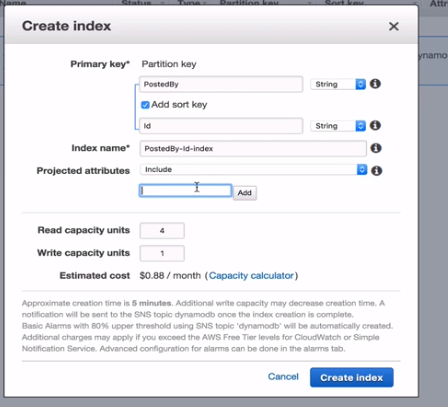 Name Status Type Partition key Sort key Attr
Create index
Primary key* Partition key
PostedBy String
Add sort key
Id String
Index name* PostedBy-Id-index
Projected attributes Include
Add
Read capacity units 4
Write capacity units 1
Estimated cost $0.88 / month (Capacity calculator)
Approximate creation time is 5 minutes. Additional write capacity may decrease creation time. A
notification will be sent to the SNS topic dynamodb once the index creation is complete.
Basic Alarms with 80% upper threshold using SNS topic 'dynamodb' will be automatically created.
Additional charges may apply if you exceed the AWS Free Tier levels for CloudWatch or Simple
Notification Service. Advanced configuration for alarms can be done in the alarms tab.
Cancel Create index